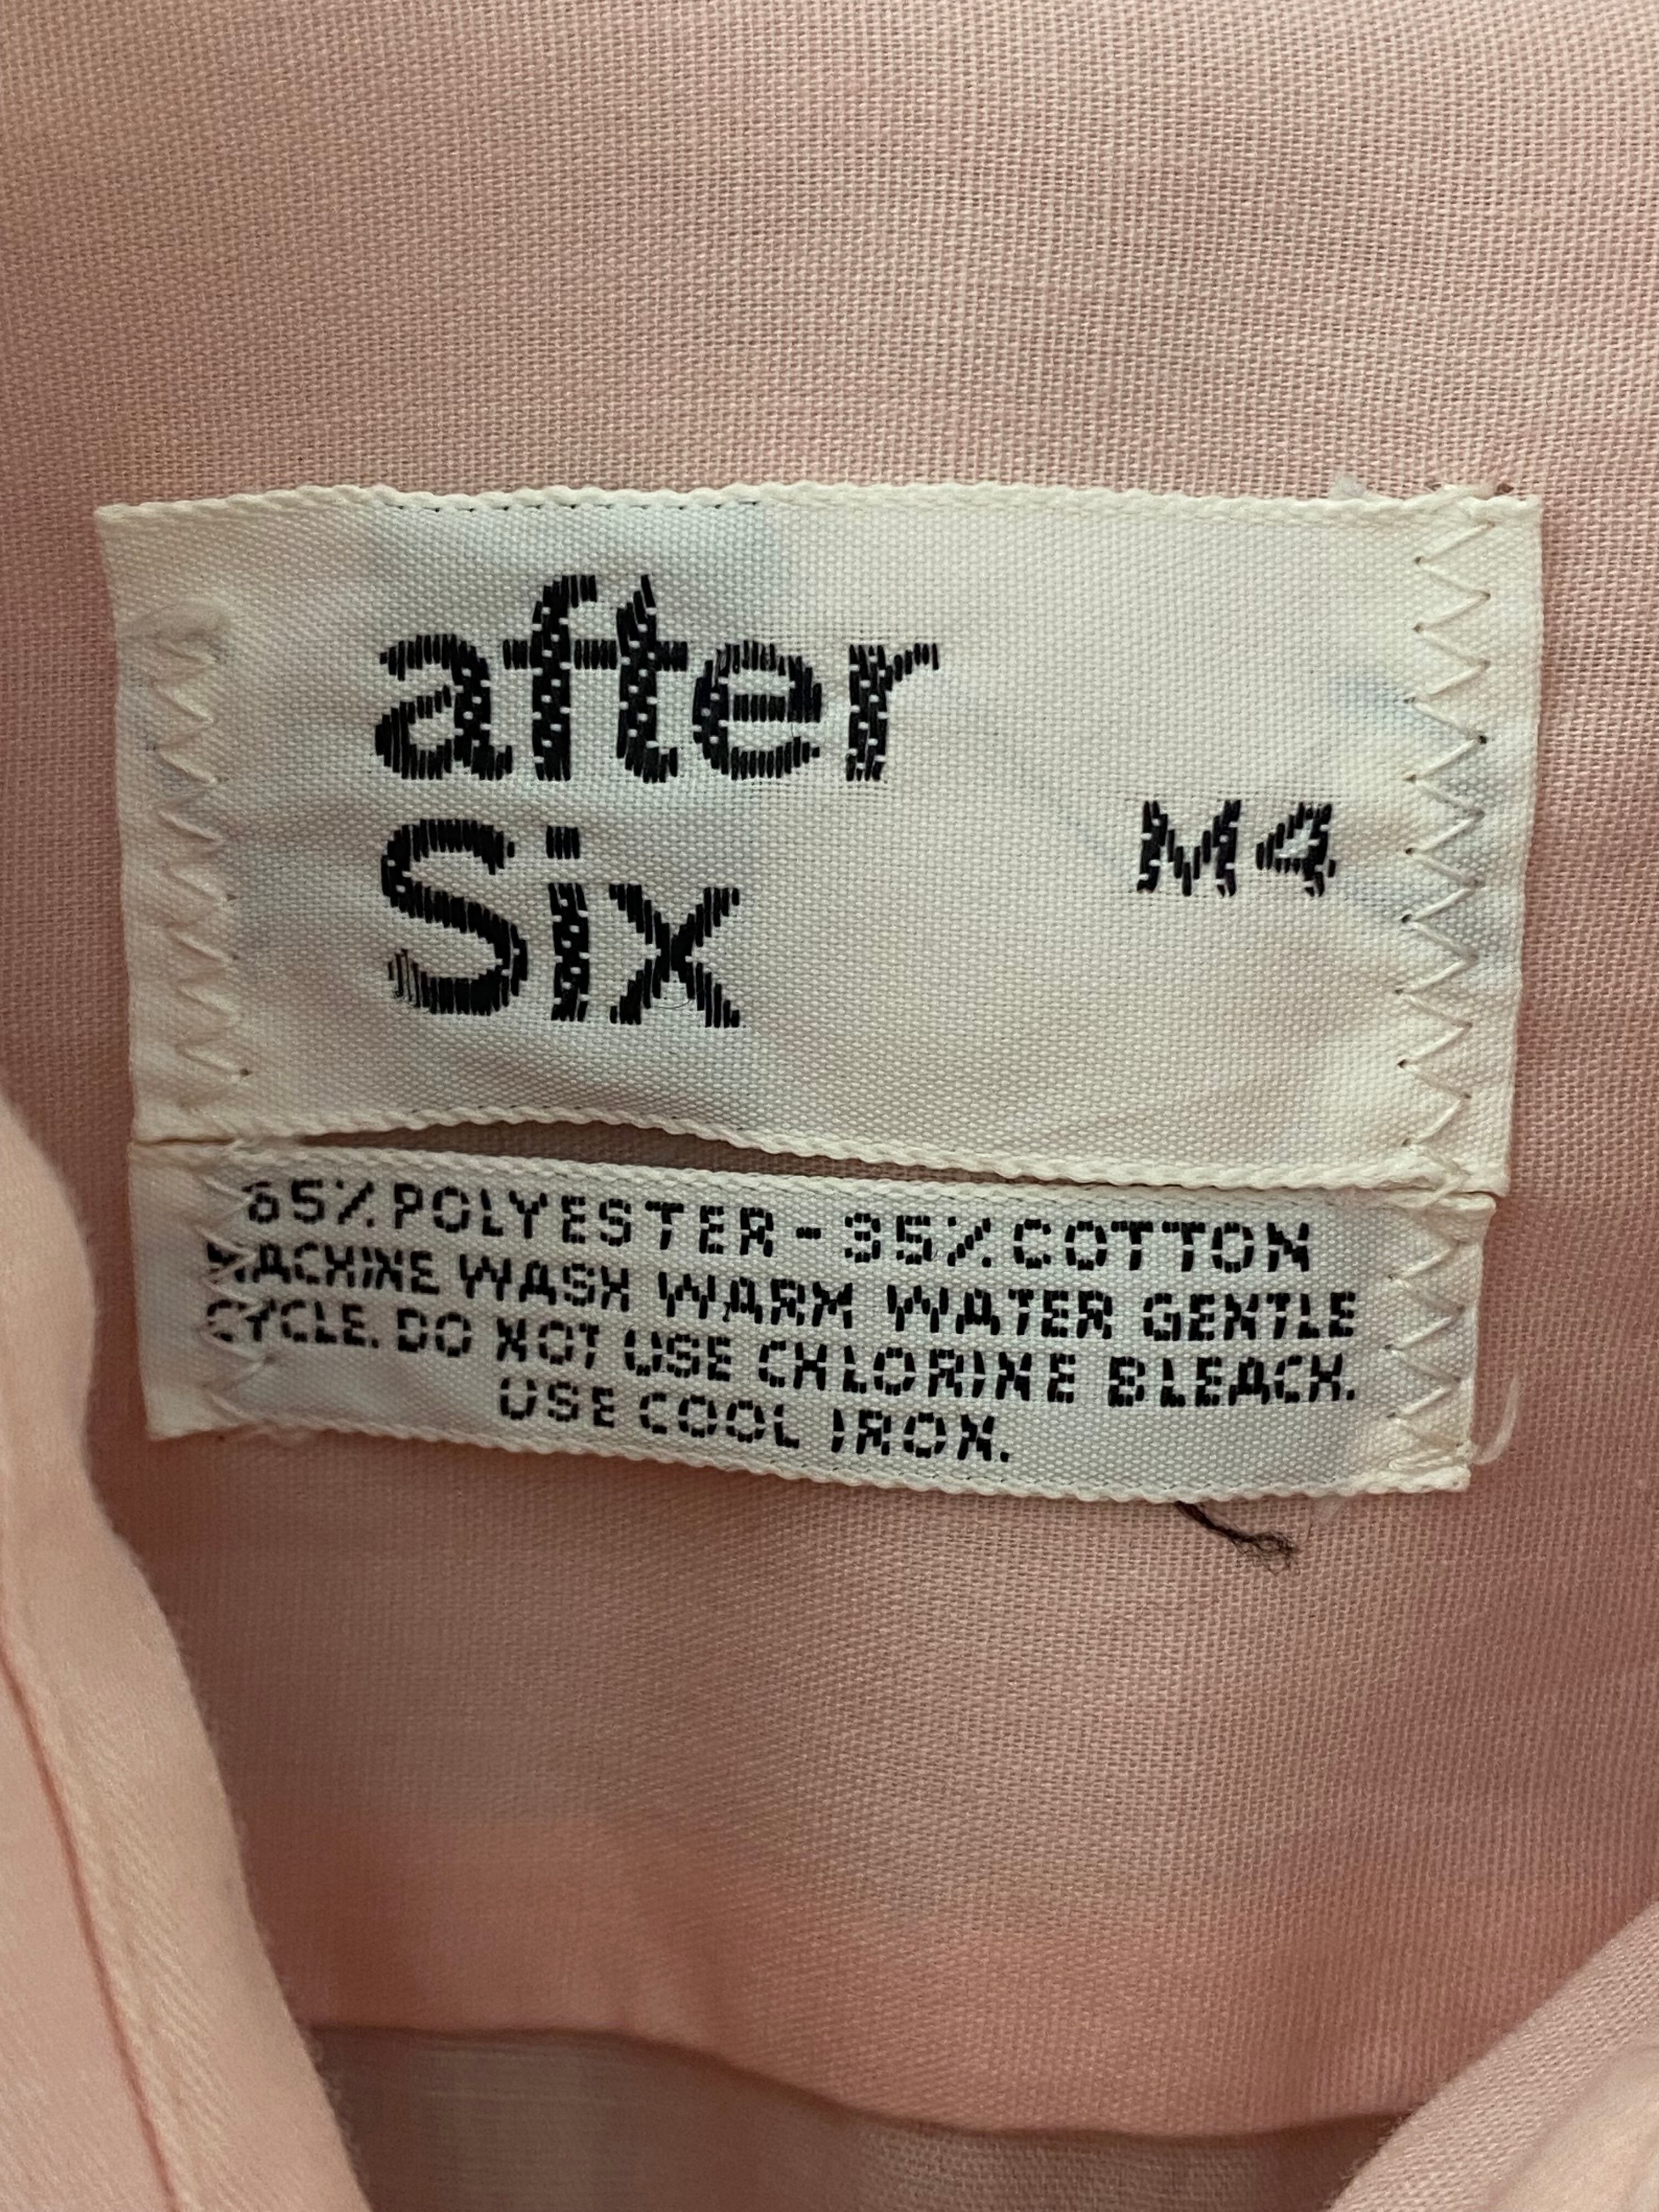 after
Six
M4
65% POLYESTER - 35% COTTON
MACHINE WASH WARM WATER GENTLE
CYCLE. DO NOT USE CHLORINE BLEACH.
USE COOL IRON.